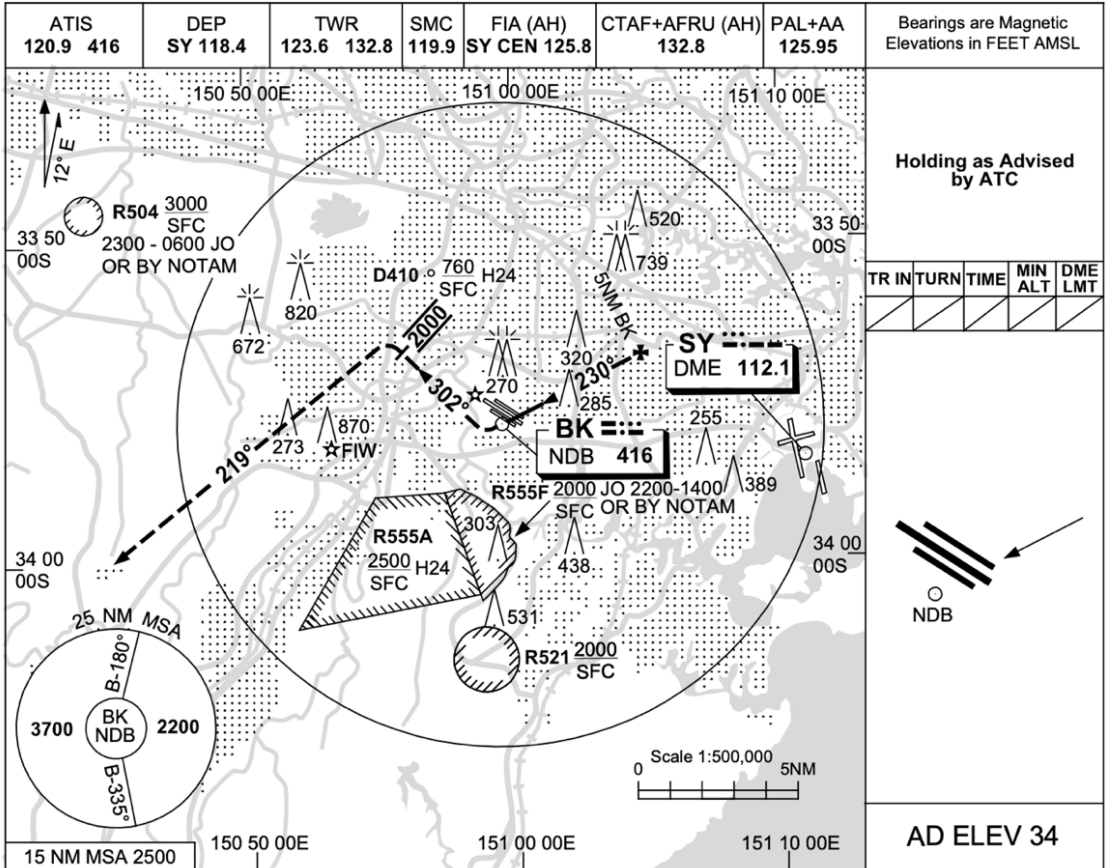 ATIS
120.9 416
DEP
SY 118.4
TWR
123.6 132.8
SMC
119.9
FIA (AH)
SY CEN 125.8
CTAF+AFRU (AH)
132.8
PAL+AA
125.95
Bearings are Magnetic
Elevations in FEET AMSL
150 50 00E
151 00 00E
151 10 00E
12° E
R504 3000
SFC
2300 - 0600 JO
OR BY NOTAM
33 50
00S
33 50
00S
Holding as Advised
by ATC
520
739
5NM BK
D410 760 H24
SFC
820
672
2000
TR IN
TURN
TIME
MIN
ALT
DME
LMT
SY
DME 112.1
320
270
302°
230°
285
BK
NDB 416
255
273
870
FIW
219°
389
R555F 2000 JO 2200-1400
SFC OR BY NOTAM
303
R555A
2500 H24
SFC
438
34 00
00S
34 00
00S
NDB
531
R521 2000
SFC
25 NM MSA
B-180°
3700
BK
NDB
2200
B-335°
Scale 1:500,000
0
5NM
15 NM MSA 2500
150 50 00E
151 00 00E
151 10 00E
AD ELEV 34